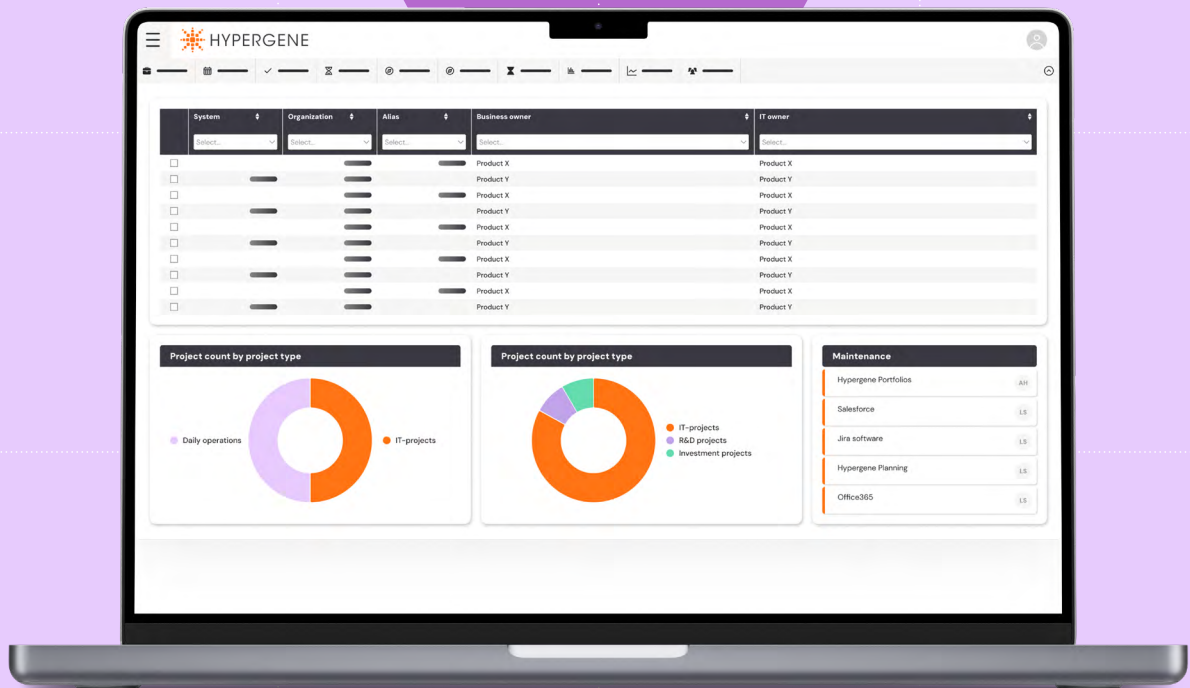 HYPERGENE
System Organization Alias Business owner IT owner
Select... Select... Select... Select... Select...
Product X Product X
Product Y Product Y
Product X Product X
Product Y Product Y
Product X Product X
Product Y Product Y
Product X Product X
Product Y Product Y
Product X Product X
Product Y Product Y
Project count by project type
Daily operations
IT-projects
Project count by project type
IT-projects
R&D projects
Investment projects
Maintenance
Hypergene Portfolios AH
Salesforce LS
Jira software LS
Hypergene Planning LS
Office365 LS